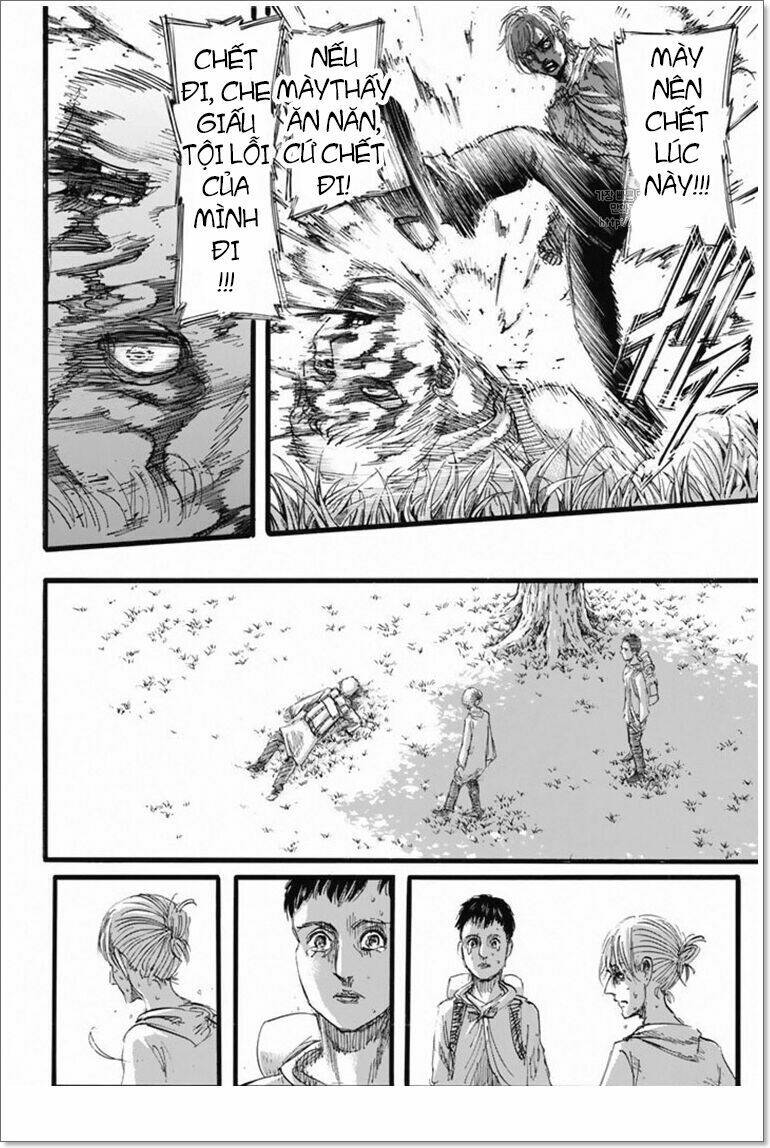 MÀY
NÊN
CHẾT
LÚC
NÀY!!!
NẾU
MÀY THẤY
ĂN NĂN,
CỨ CHẾT
ĐI!
CHẾT
ĐI, CHE
GIẤU
TỘI LỖI
CỦA
MÌNH
ĐI
!!!